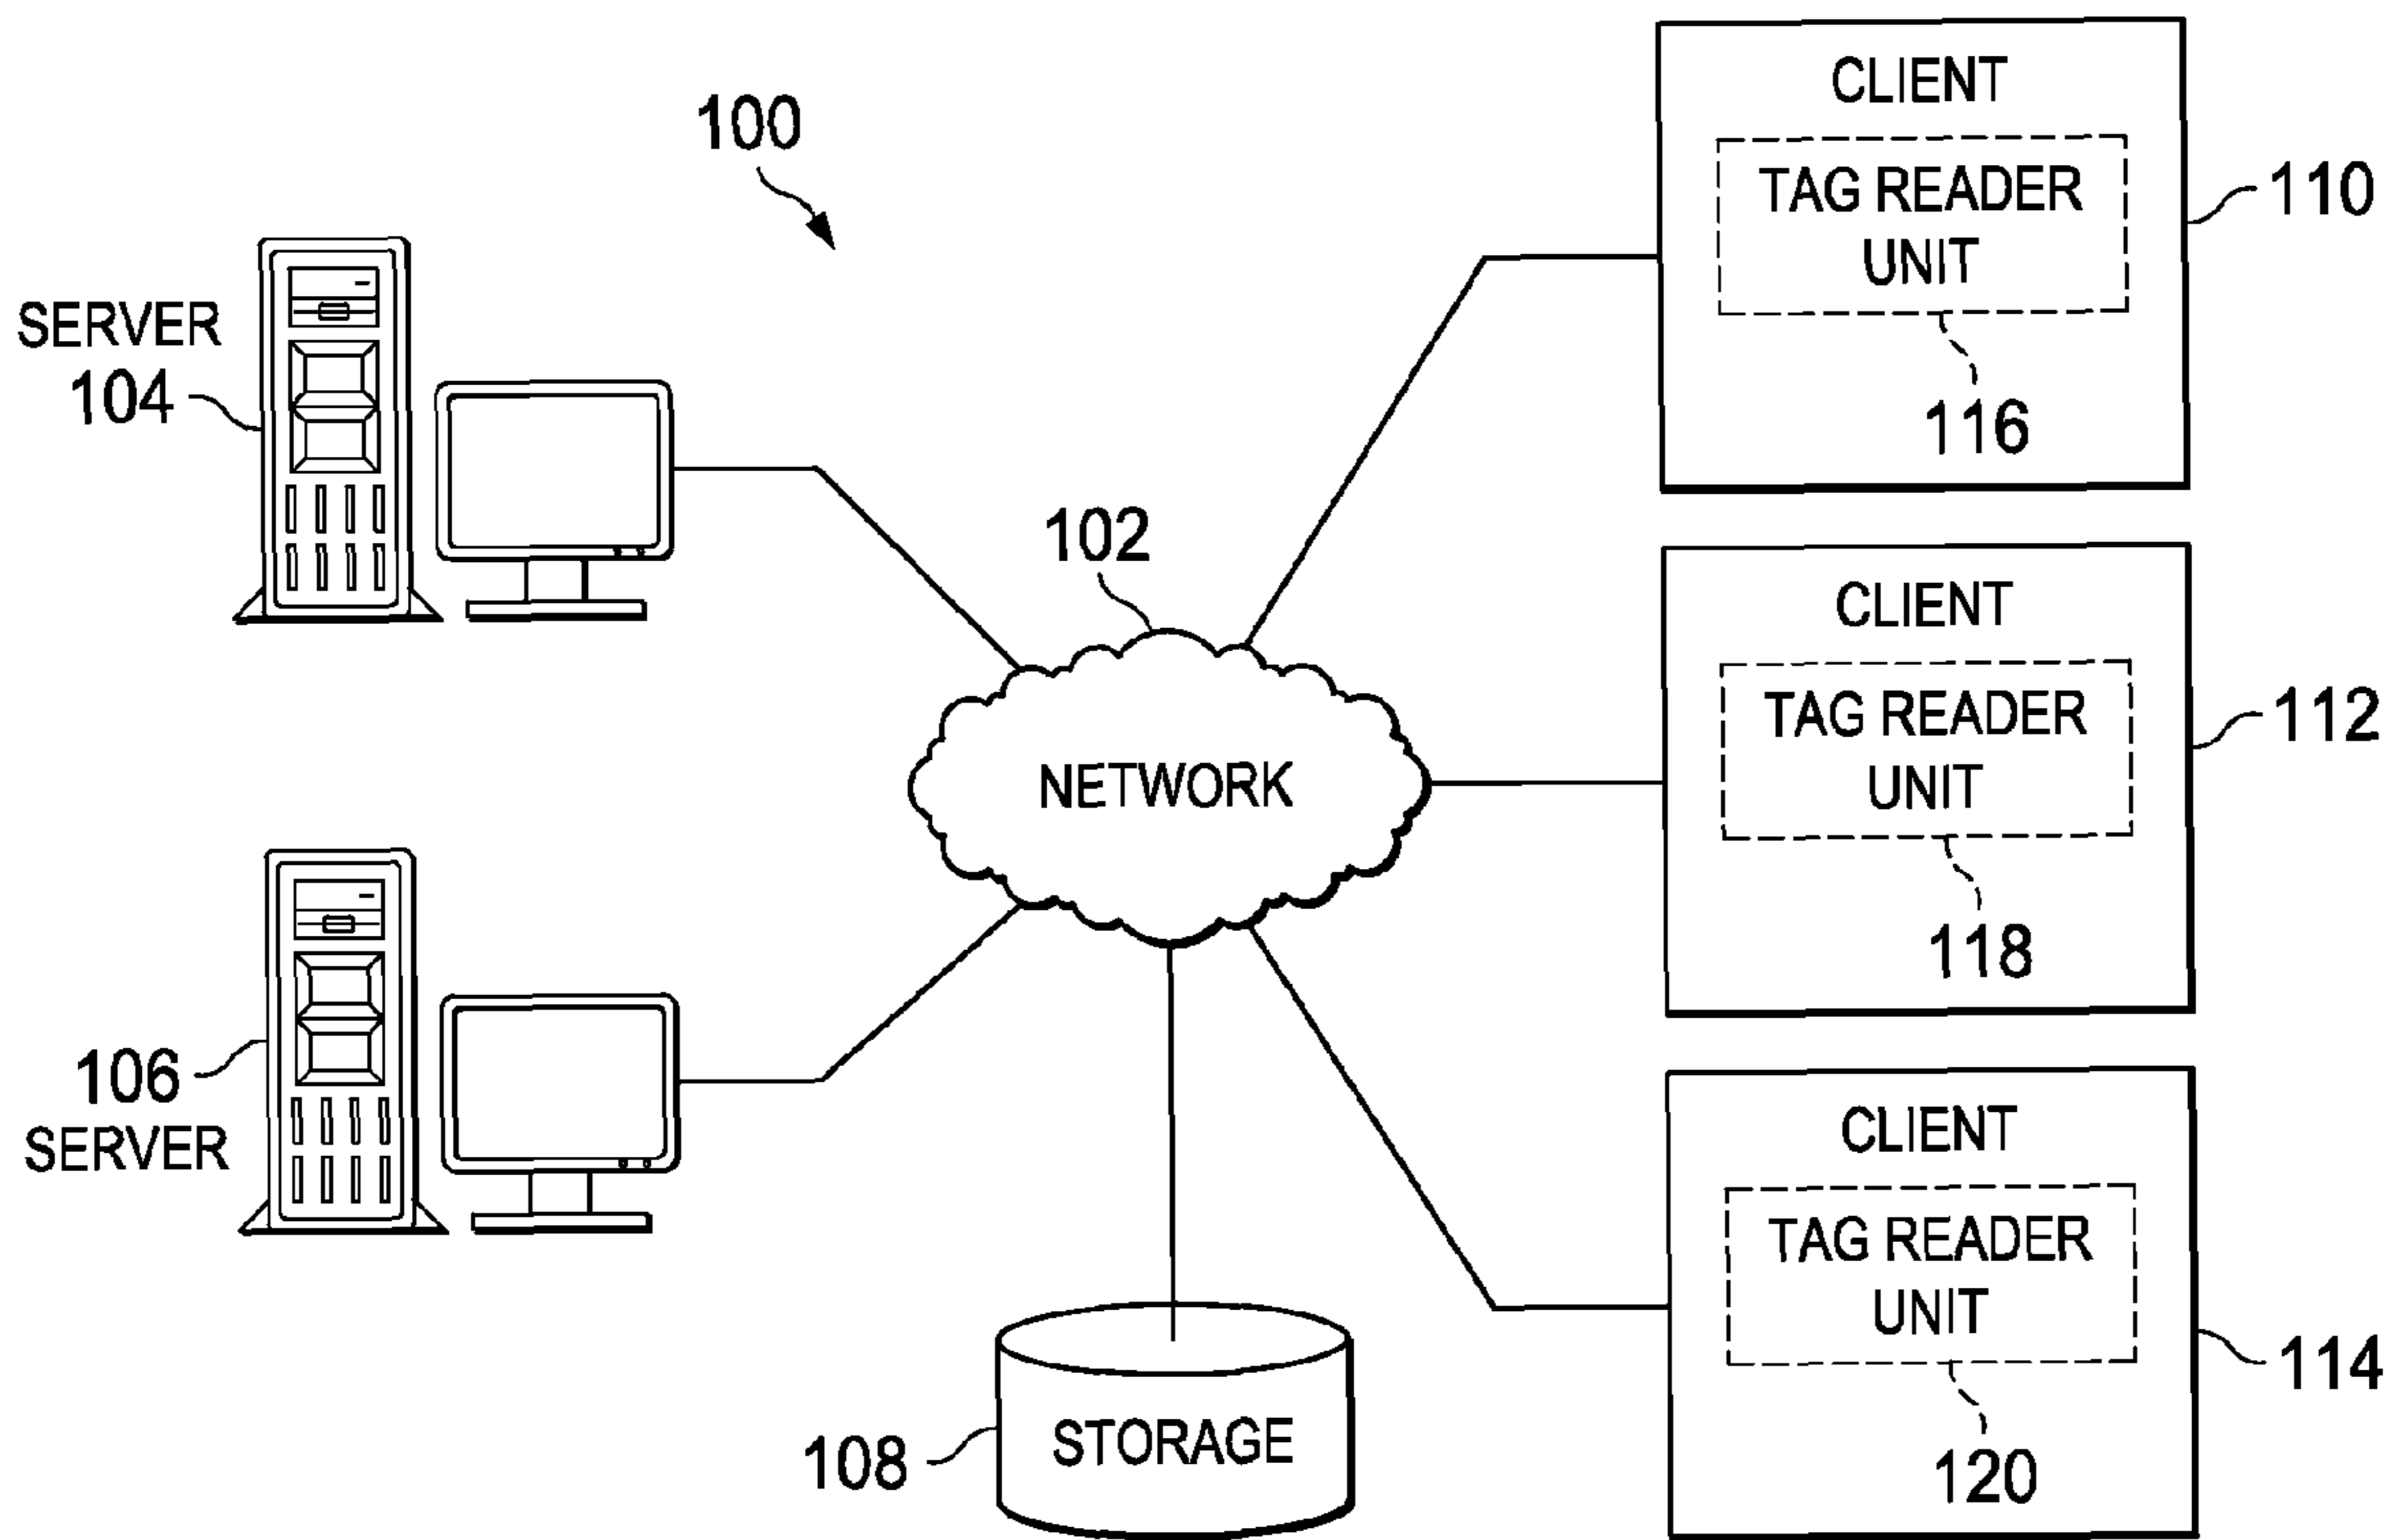 100
SERVER
104
102
NETWORK
106
SERVER
108
STORAGE
CLIENT
TAG READER
UNIT
110
116
CLIENT
TAG READER
UNIT
112
118
CLIENT
TAG READER
UNIT
114
120